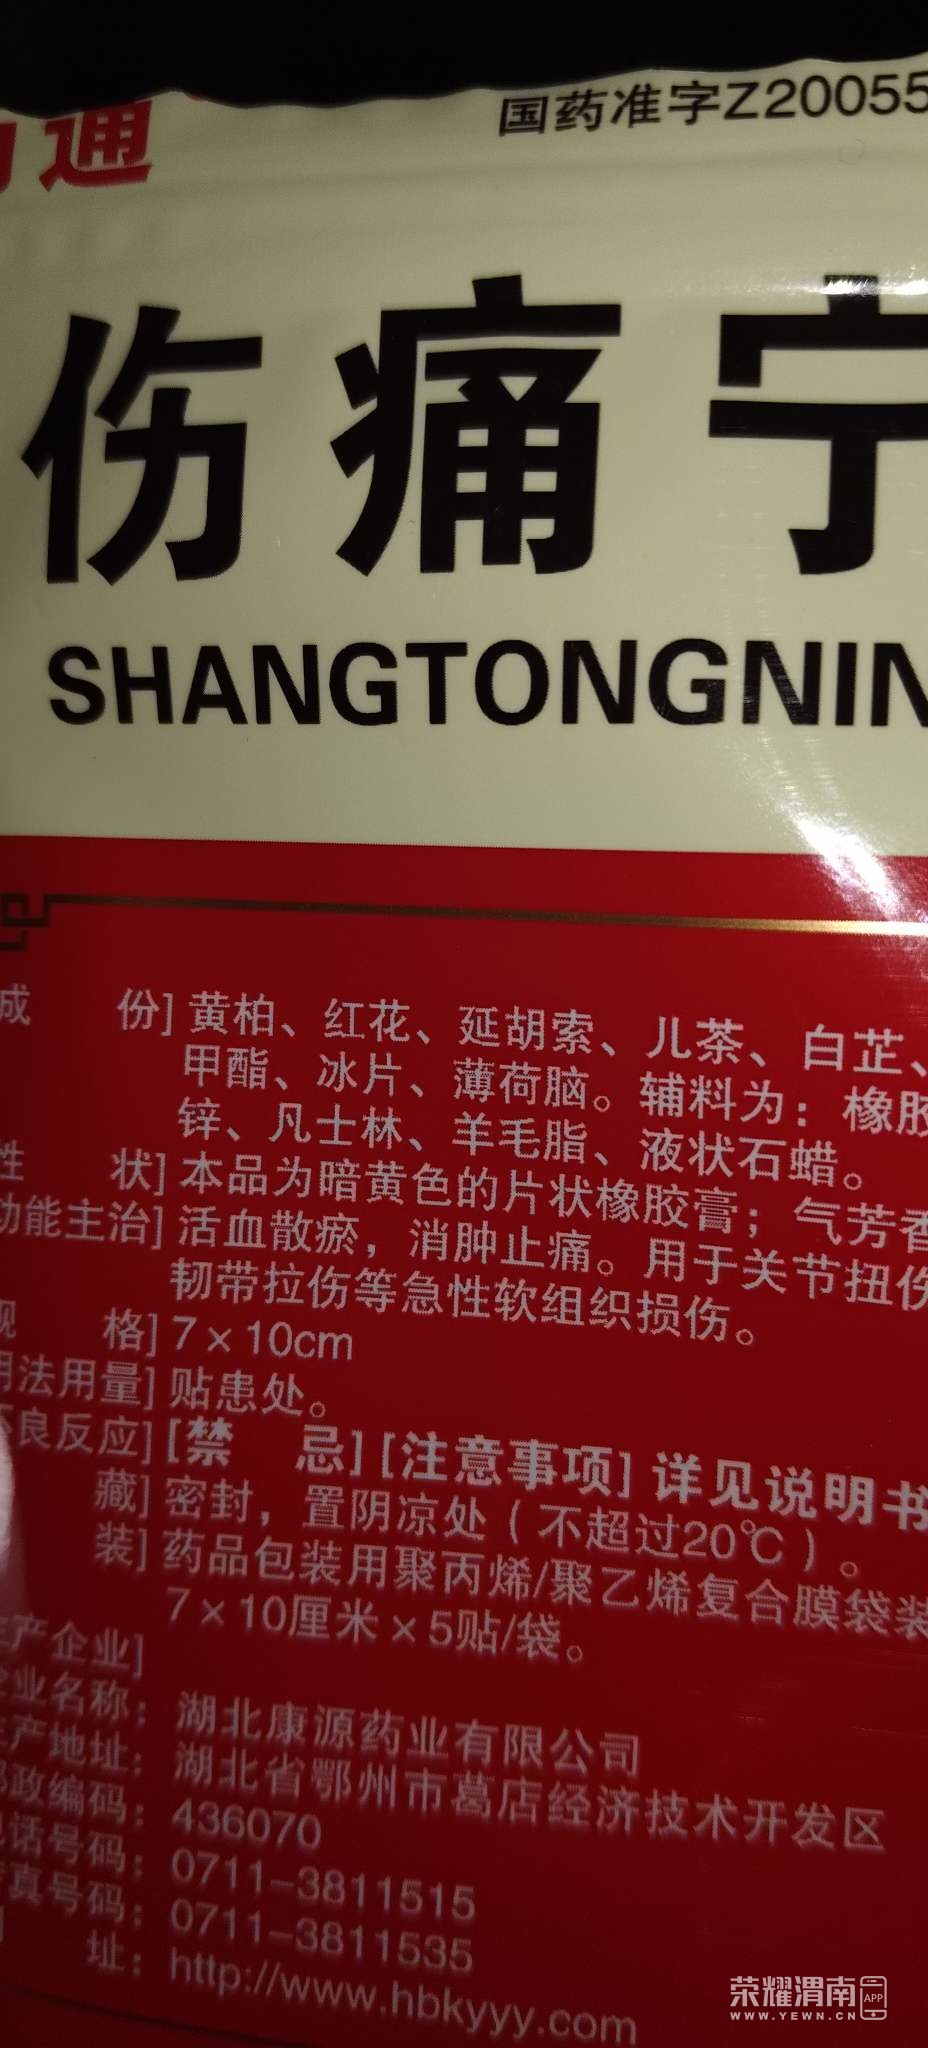 通
国药准字Z20055
伤痛宁
SHANGTONGNIN
成 份] 黄柏、红花、延胡索、儿茶、白芷、
甲酯、冰片、薄荷脑。辅料为：橡胶
锌、凡士林、羊毛脂、液状石蜡。
性 状] 本品为暗黄色的片状橡胶膏；气芳香
功能主治] 活血散瘀，消肿止痛。用于关节扭伤
韧带拉伤等急性软组织损伤。
规 格] 7×10cm
用法用量] 贴患处。
不良反应] [禁 忌] [注意事项] 详见说明书
藏] 密封，置阴凉处（不超过20℃）。
装] 药品包装用聚丙烯/聚乙烯复合膜袋装
7×10厘米×5贴/袋。
生产企业]
企业名称：湖北康源药业有限公司
生产地址：湖北省鄂州市葛店经济技术开发区
邮政编码：436070
电话号码：0711-3811515
传真号码：0711-3811535
网 址：http://www.hbkyyy.com
荣耀渭南 APP
WWW.YEWN.CN